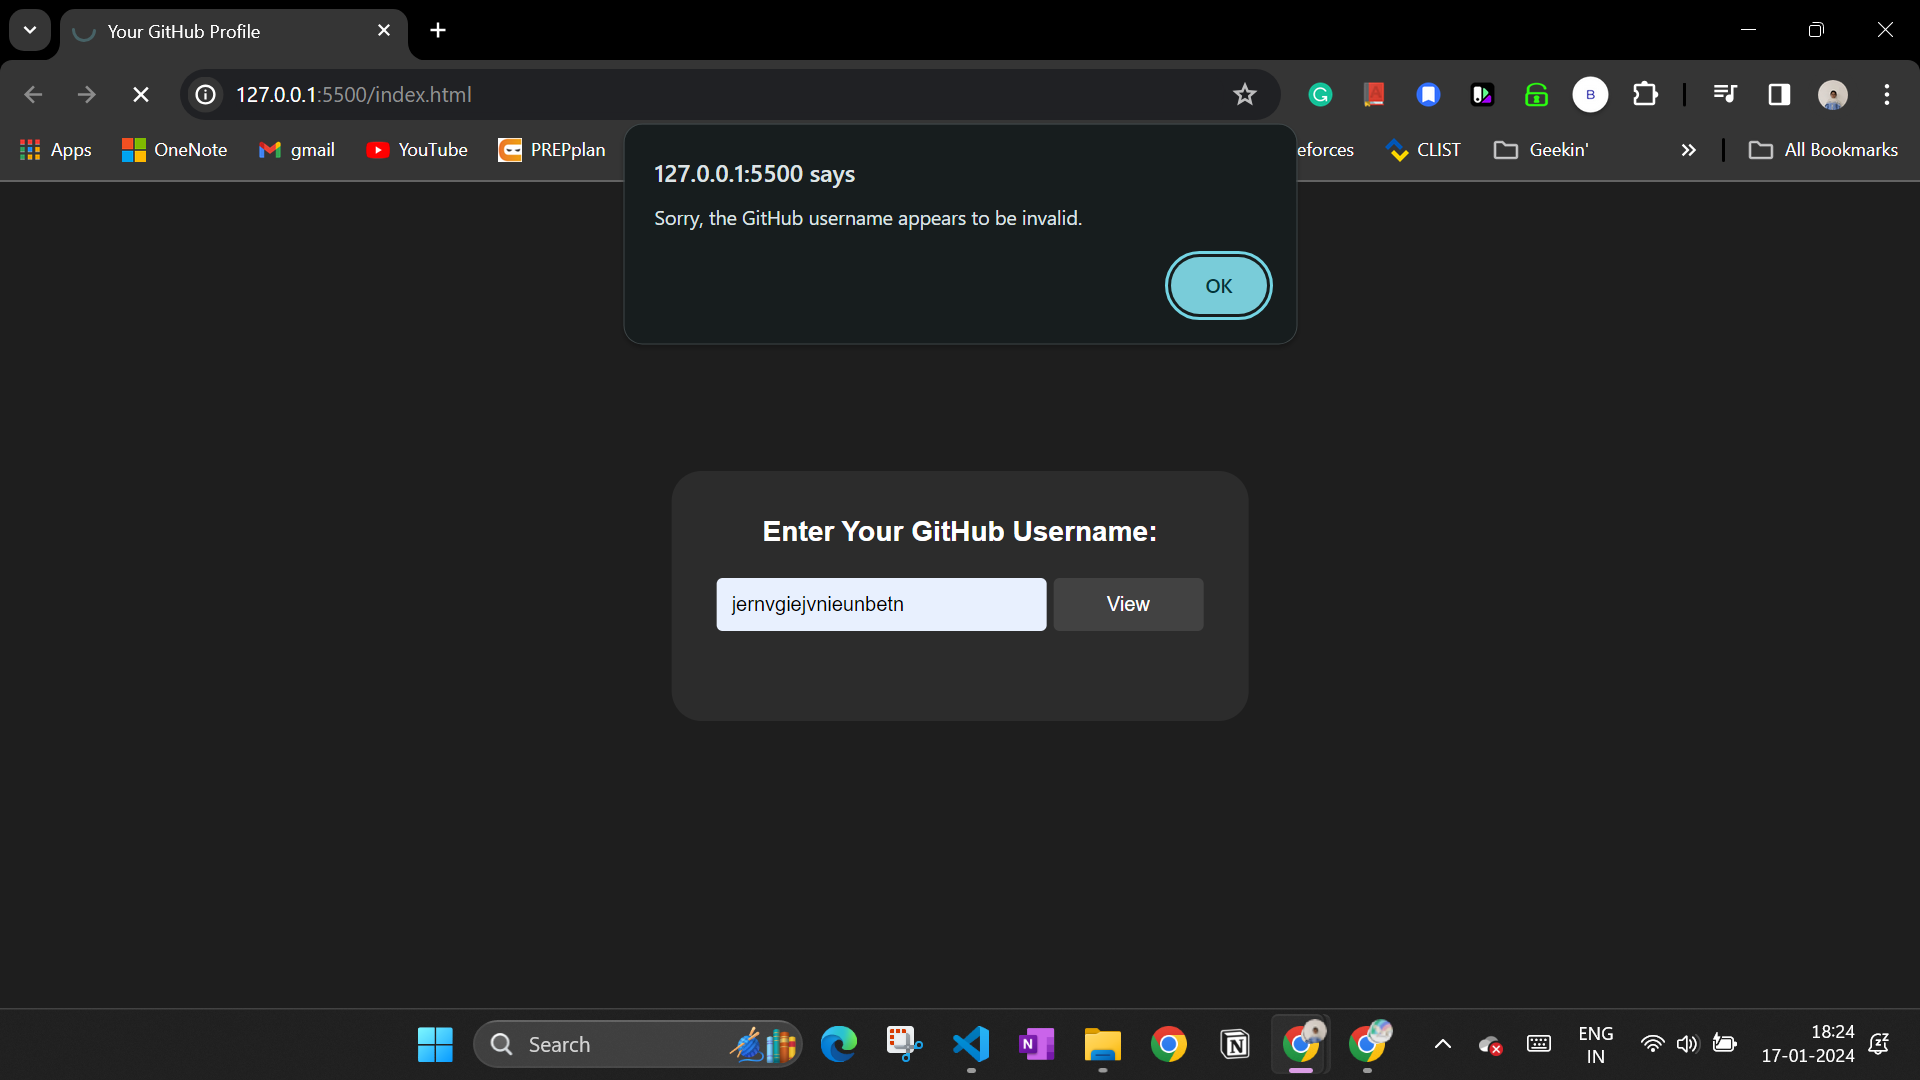 Your GitHub Profile
127.0.0.1:5500/index.html
B
Apps
OneNote
gmail
YouTube
PREPplan
eforces
CLIST
Geekin'
All Bookmarks
127.0.0.1:5500 says
Sorry, the GitHub username appears to be invalid.
OK
Enter Your GitHub Username:
jernvgiejvnieunbetn
View
Search
ENG
IN
18:24
17-01-2024